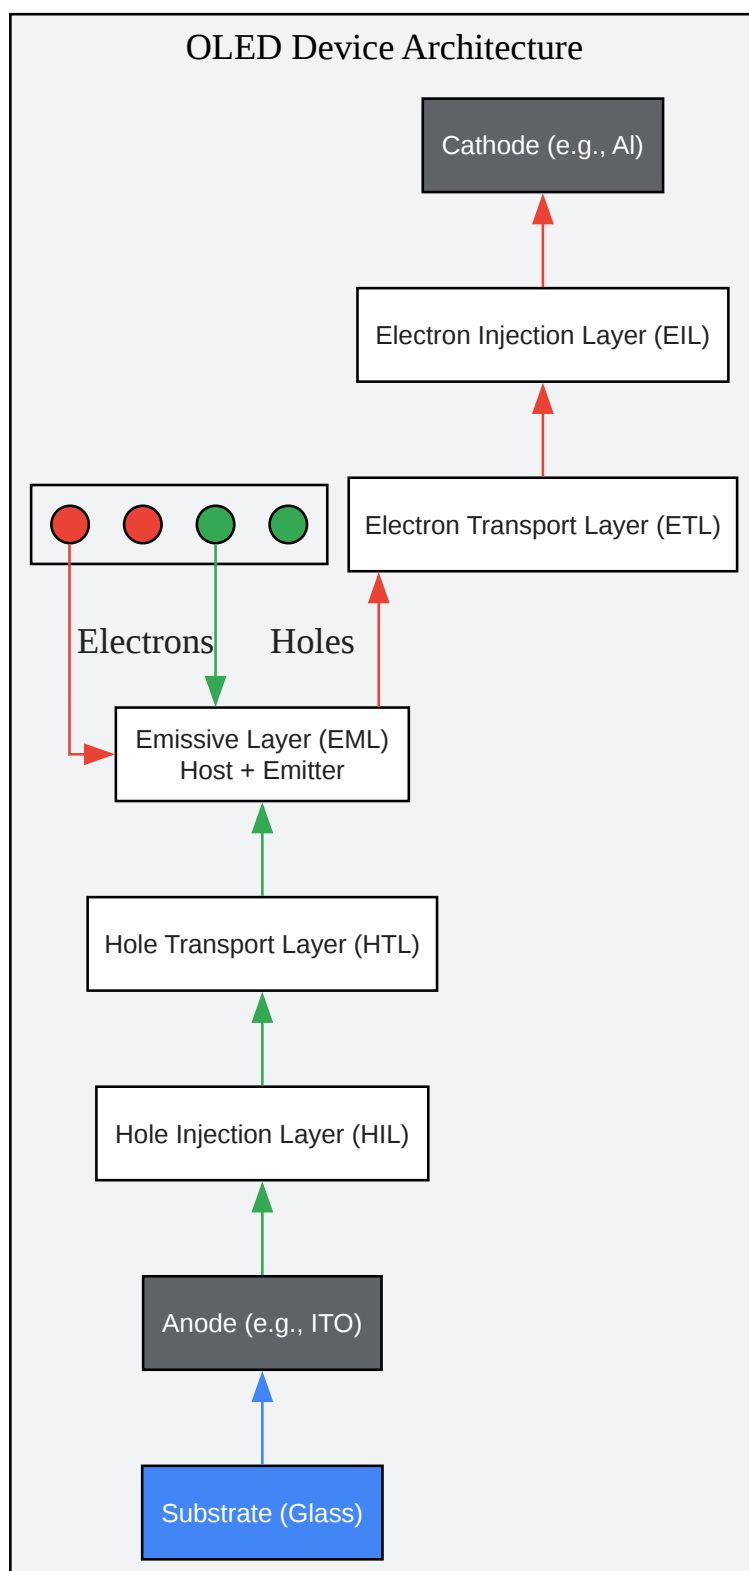 OLED Device Architecture
Cathode (e.g., Al)
Electron Injection Layer (EIL)
Electron Transport Layer (ETL)
Electrons
Holes
Emissive Layer (EML)
Host + Emitter
Hole Transport Layer (HTL)
Hole Injection Layer (HIL)
Anode (e.g., ITO)
Substrate (Glass)